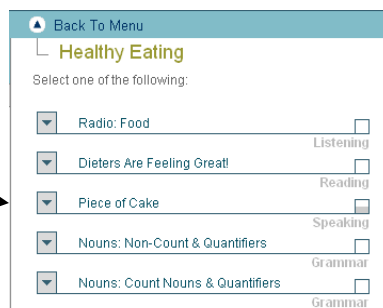 Back To Menu
Healthy Eating
Select one of the following:
Radio: Food
Listening
Dieters Are Feeling Great!
Reading
Piece of Cake
Speaking
Nouns: Non-Count & Quantifiers
Grammar
Nouns: Count Nouns & Quantifiers
Grammar